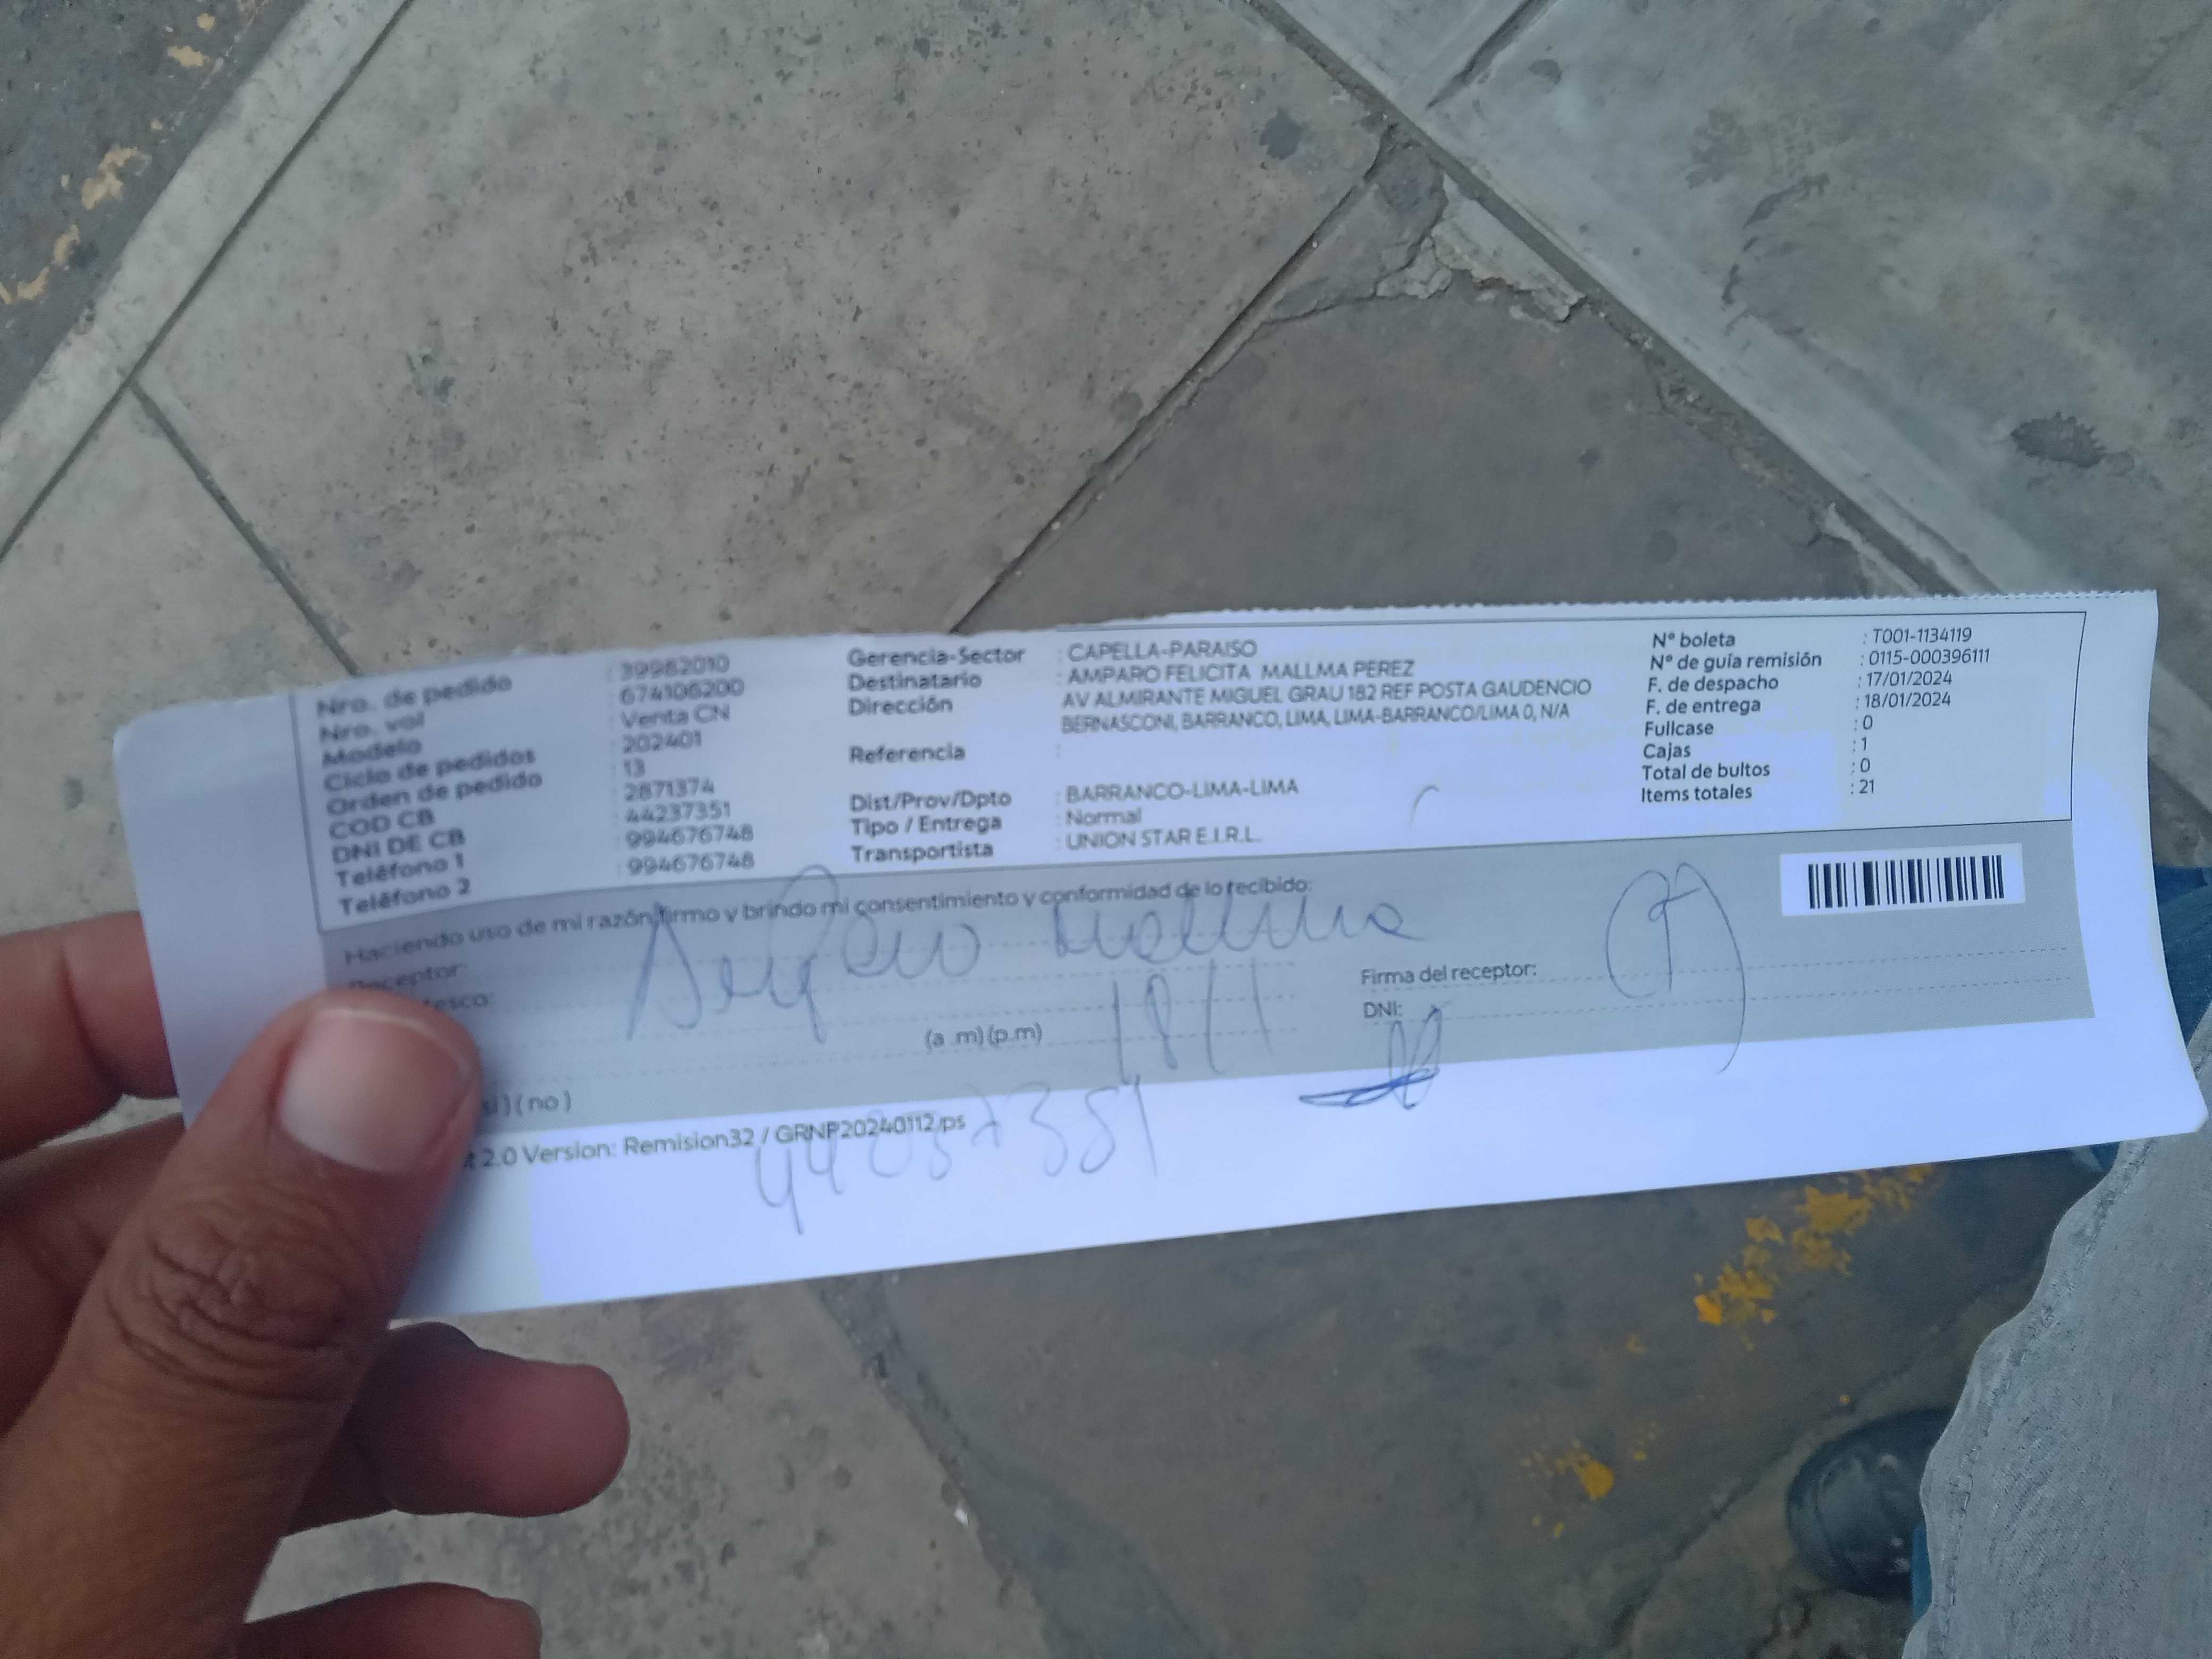 Nro. de pedido : 39982010
Nro. vol : 674106200
Modelo : Venta CN
Ciclo de pedidos : 202401
Orden de pedido : 13
COD CB : 2871374
DNI DE CB : 44237351
Teléfono 1 : 994676748
Teléfono 2 : 994676748
Gerencia-Sector : CAPELLA-PARAISO
Destinatario : AMPARO FELICITA MALLMA PEREZ
Dirección : AV ALMIRANTE MIGUEL GRAU 182 REF POSTA GAUDENCIO
BERNASCONI, BARRANCO, LIMA, LIMA-BARRANCO/LIMA 0, N/A
Referencia :
Dist/Prov/Dpto : BARRANCO-LIMA-LIMA
Tipo / Entrega : Normal
Transportista : UNION STAR E.I.R.L.
N° boleta : T001-1134119
N° de guía remisión : 0115-000396111
F. de despacho : 17/01/2024
F. de entrega : 18/01/2024
Fullcase : 0
Cajas : 1
Total de bultos : 0
Items totales : 21
Haciendo uso de mi razón, firmo y brindo mi consentimiento y conformidad de lo recibido:
Receptor:
tesco:
(a .m) (p.m)
Firma del receptor:
DNI:
si ) ( no )
2.0 Version: Remision32 / GRNP20240112/ps